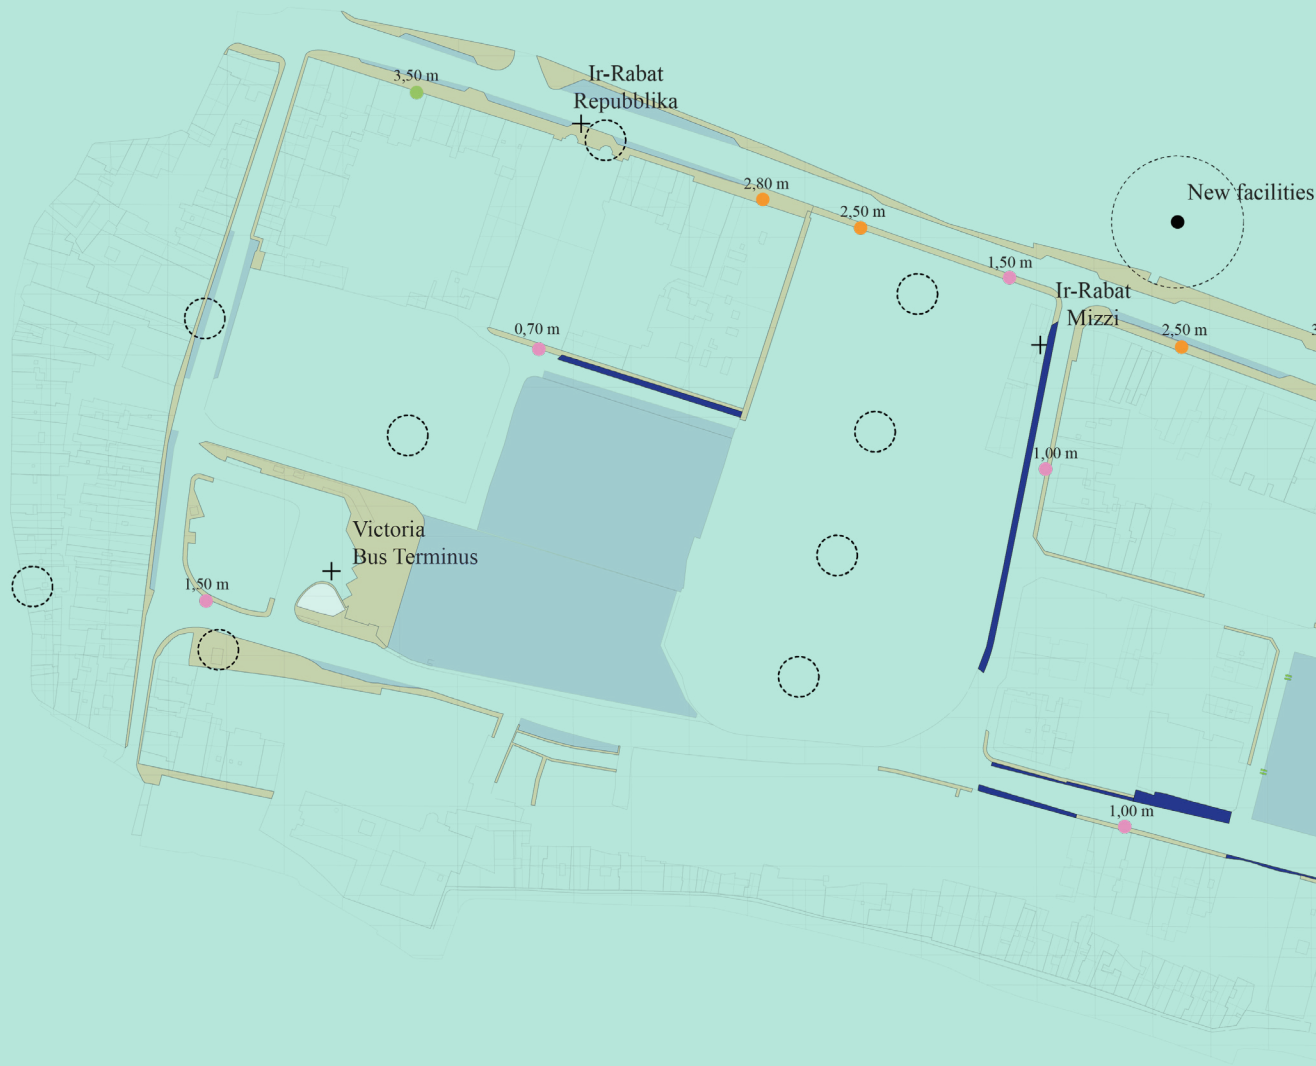 Ir-Rabat
Repubblika
3,50 m
2,80 m
New facilities
2,50 m
1,50 m
Ir-Rabat
Mizzi
0,70 m
2,50 m
1,00 m
Victoria
Bus Terminus
1,50 m
1,00 m